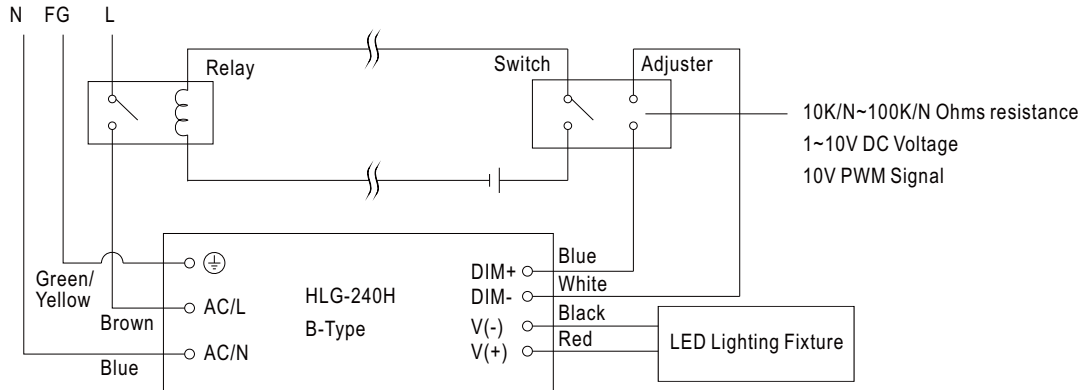 N FG L
Relay
Switch
Adjuster
10K/N~100K/N Ohms resistance
1~10V DC Voltage
10V PWM Signal
Green/
Yellow
Brown
Blue
AC/L
AC/N
HLG-240H
B-Type
DIM+
DIM-
V(-)
V(+)
Blue
White
Black
Red
LED Lighting Fixture